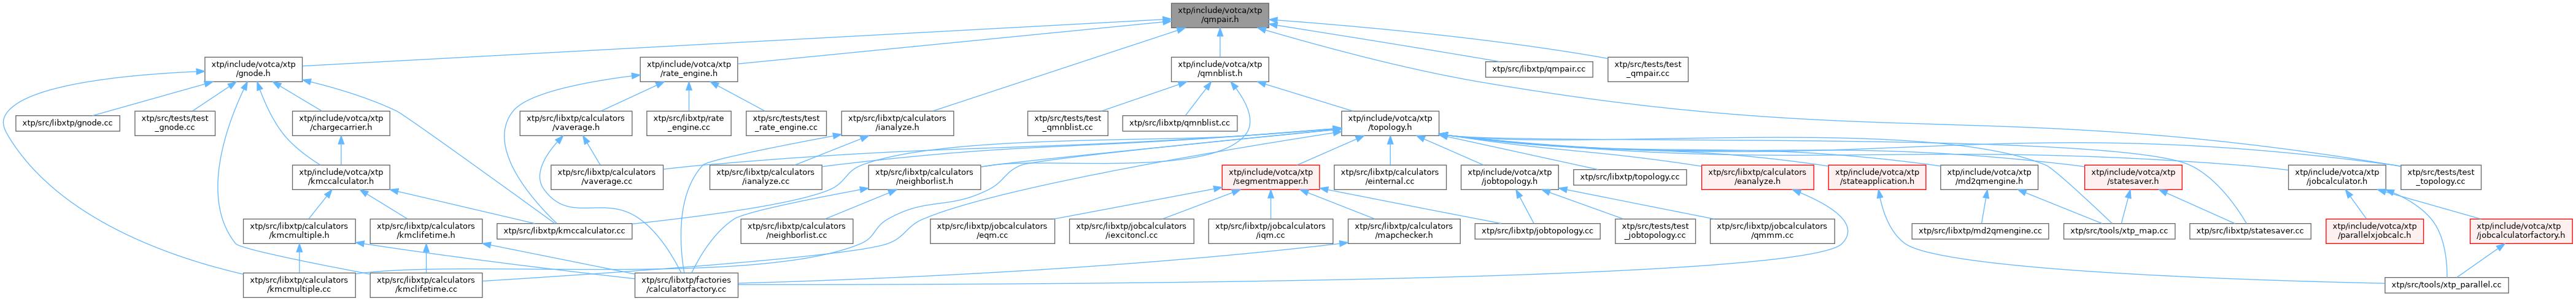 xtp/include/votca/xtp
/qmpair.h
xtp/include/votca/xtp
/gnode.h
xtp/include/votca/xtp
/rate_engine.h
xtp/include/votca/xtp
/qmnblist.h
xtp/src/libxtp/qmpair.cc
xtp/src/tests/test
_qmpair.cc
xtp/src/libxtp/gnode.cc
xtp/src/tests/test
_gnode.cc
xtp/include/votca/xtp
/chargecarrier.h
xtp/src/libxtp/calculators
/vaverage.h
xtp/src/libxtp/rate
_engine.cc
xtp/src/tests/test
_rate_engine.cc
xtp/src/libxtp/calculators
/ianalyze.h
xtp/src/tests/test
_qmnblist.cc
xtp/src/libxtp/qmnblist.cc
xtp/include/votca/xtp
/topology.h
xtp/include/votca/xtp
/kmccalculator.h
xtp/src/libxtp/calculators
/vaverage.cc
xtp/src/libxtp/calculators
/ianalyze.cc
xtp/src/libxtp/calculators
/neighborlist.h
xtp/include/votca/xtp
/segmentmapper.h
xtp/src/libxtp/calculators
/einternal.cc
xtp/include/votca/xtp
/jobtopology.h
xtp/src/libxtp/topology.cc
xtp/src/libxtp/calculators
/eanalyze.h
xtp/include/votca/xtp
/stateapplication.h
xtp/include/votca/xtp
/md2qmengine.h
xtp/include/votca/xtp
/statesaver.h
xtp/include/votca/xtp
/jobcalculator.h
xtp/src/tests/test
_topology.cc
xtp/src/libxtp/calculators
/kmcmultiple.h
xtp/src/libxtp/calculators
/kmclifetime.h
xtp/src/libxtp/kmccalculator.cc
xtp/src/libxtp/calculators
/neighborlist.cc
xtp/src/libxtp/jobcalculators
/eqm.cc
xtp/src/libxtp/jobcalculators
/iexcitoncl.cc
xtp/src/libxtp/jobcalculators
/iqm.cc
xtp/src/libxtp/calculators
/mapchecker.h
xtp/src/libxtp/jobtopology.cc
xtp/src/tests/test
_jobtopology.cc
xtp/src/libxtp/jobcalculators
/qmmm.cc
xtp/src/libxtp/md2qmengine.cc
xtp/src/tools/xtp_map.cc
xtp/src/libxtp/statesaver.cc
xtp/include/votca/xtp
/parallelxjobcalc.h
xtp/include/votca/xtp
/jobcalculatorfactory.h
xtp/src/libxtp/calculators
/kmcmultiple.cc
xtp/src/libxtp/calculators
/kmclifetime.cc
xtp/src/libxtp/factories
/calculatorfactory.cc
xtp/src/tools/xtp_parallel.cc